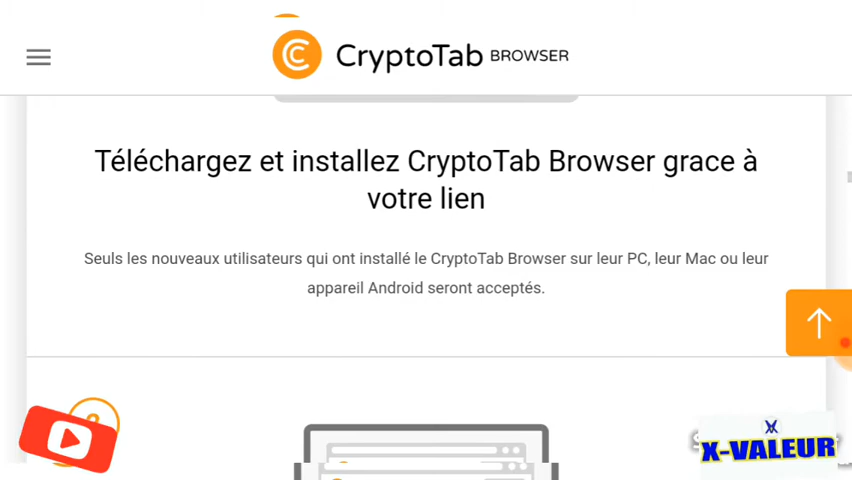 CryptoTab BROWSER
Téléchargez et installez CryptoTab Browser grace à
votre lien
Seuls les nouveaux utilisateurs qui ont installé le CryptoTab Browser sur leur PC, leur Mac ou leur
appareil Android seront acceptés.
X-VALEUR